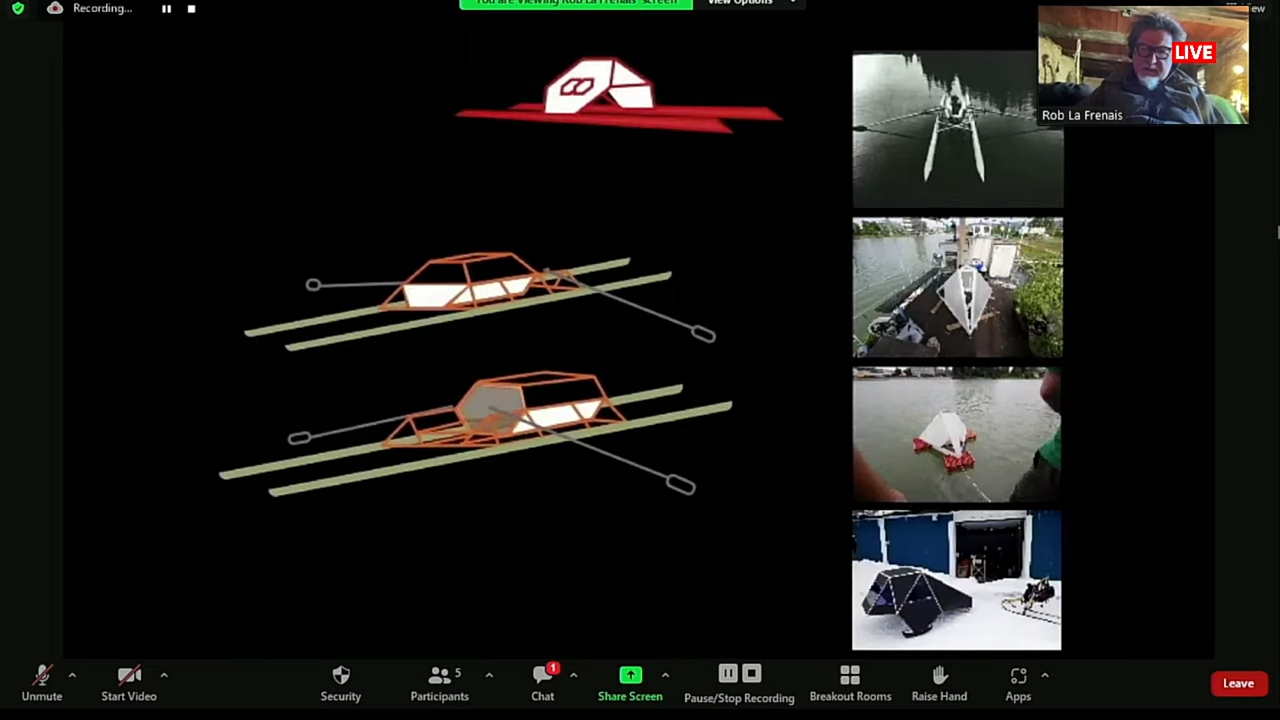 Recording...
You are viewing Rob La Frenais' screen
View Options
ew
LIVE
Rob La Frenais
Unmute
Start Video
Security
5
Participants
1
Chat
Share Screen
Pause/Stop Recording
Breakout Rooms
Raise Hand
Apps
Leave